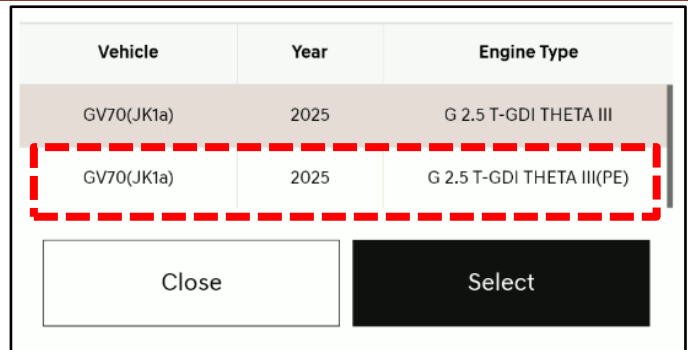 Vehicle Year Engine Type
GV70(JK1a) 2025 G 2.5 T-GDI THETA III
GV70(JK1a) 2025 G 2.5 T-GDI THETA III(PE)
Close Select